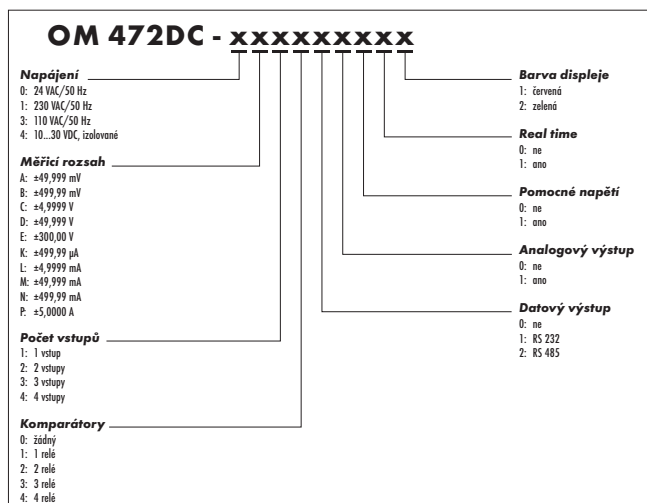 OM 472DC - xxxxxxxxx
Napájení
0: 24 VAC/50 Hz
1: 230 VAC/50 Hz
3: 110 VAC/50 Hz
4: 10...30 VDC, izolované
Měřicí rozsah
A: ±49,999 mV
B: ±499,99 mV
C: ±4,9999 V
D: ±49,999 V
E: ±300,00 V
K: ±499,99 µA
L: ±4,9999 mA
M: ±49,999 mA
N: ±499,99 mA
P: ±5,0000 A
Počet vstupů
1: 1 vstup
2: 2 vstupy
3: 3 vstupy
4: 4 vstupy
Komparátory
0: žádný
1: 1 relé
2: 2 relé
3: 3 relé
4: 4 relé
Barva displeje
1: červená
2: zelená
Real time
0: ne
1: ano
Pomocné napětí
0: ne
1: ano
Analogový výstup
0: ne
1: ano
Datový výstup
0: ne
1: RS 232
2: RS 485